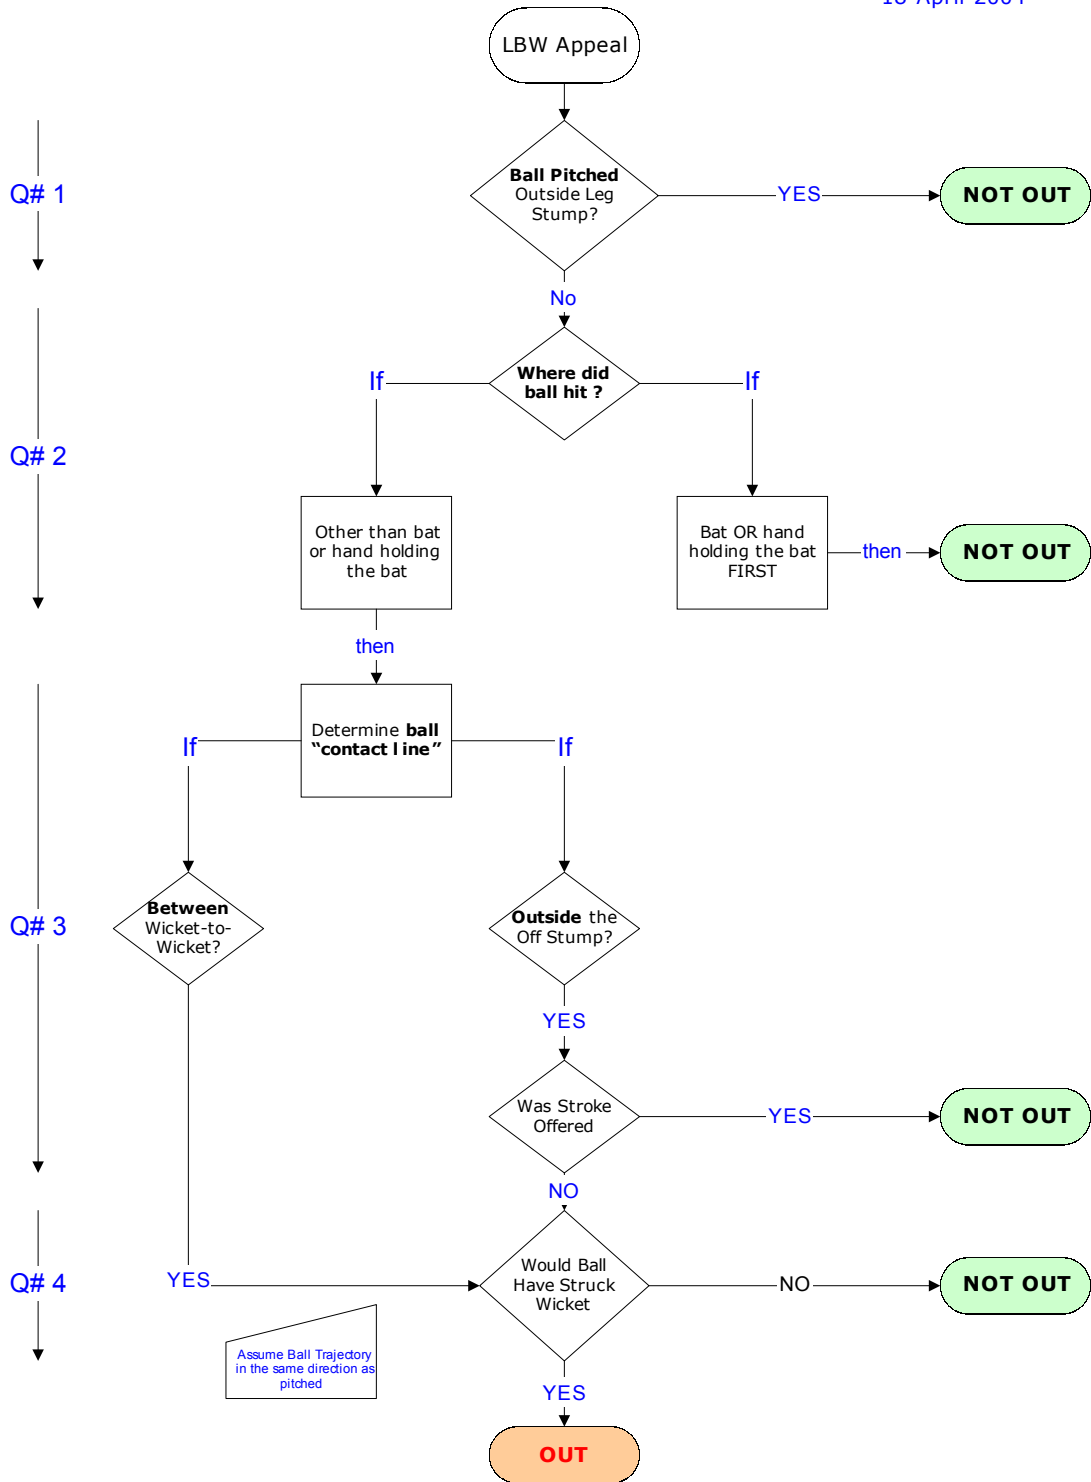 LBW Appeal
Q# 1
Ball Pitched
Outside Leg
Stump?
YES
NOT OUT
No
Q# 2
If
Where did
ball hit ?
If
Other than bat
or hand holding
the bat
Bat OR hand
holding the bat
FIRST
then
NOT OUT
then
Determine ball
“contact line”
If
If
Q# 3
Between
Wicket-to-
Wicket?
Outside the
Off Stump?
YES
Was Stroke
Offered
YES
NOT OUT
NO
Q# 4
YES
Would Ball
Have Struck
Wicket
NO
NOT OUT
Assume Ball Trajectory
in the same direction as
pitched
YES
OUT